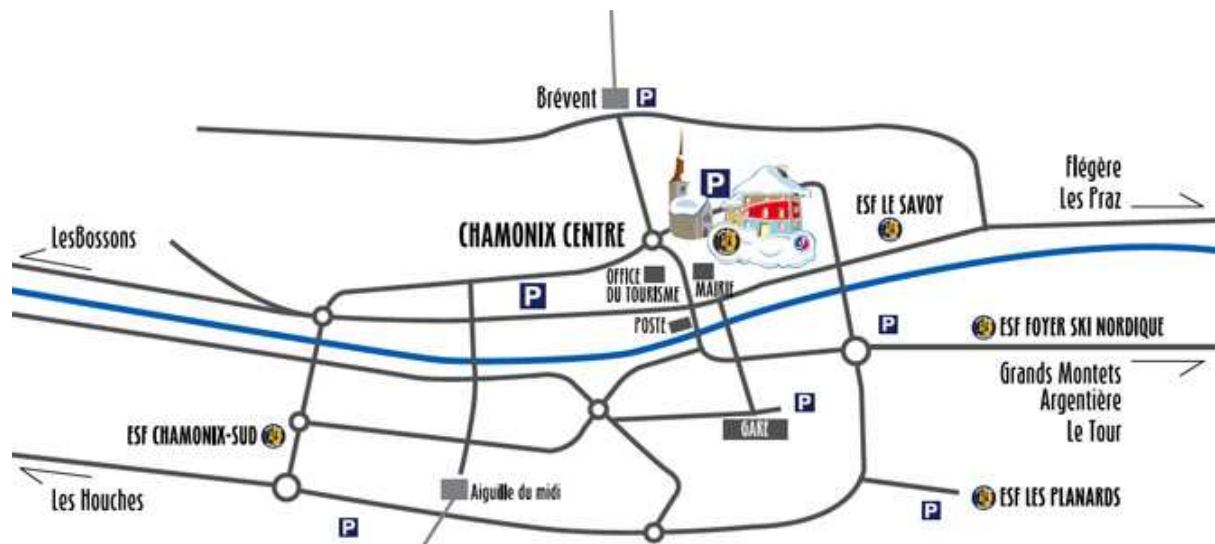 Brévent
P
P
Flégère
Les Praz
ESF LE SAVOY
CHAMONIX CENTRE
LesBossons
OFFICE
DU TOURISME
MAIRIE
P
POSTE
P
ESF FOYER SKI NORDIQUE
Grands Montets
Argentière
Le Tour
P
GARE
ESF CHAMONIX-SUD
Les Houches
Aiguille du midi
P
P
ESF LES PLANARDS